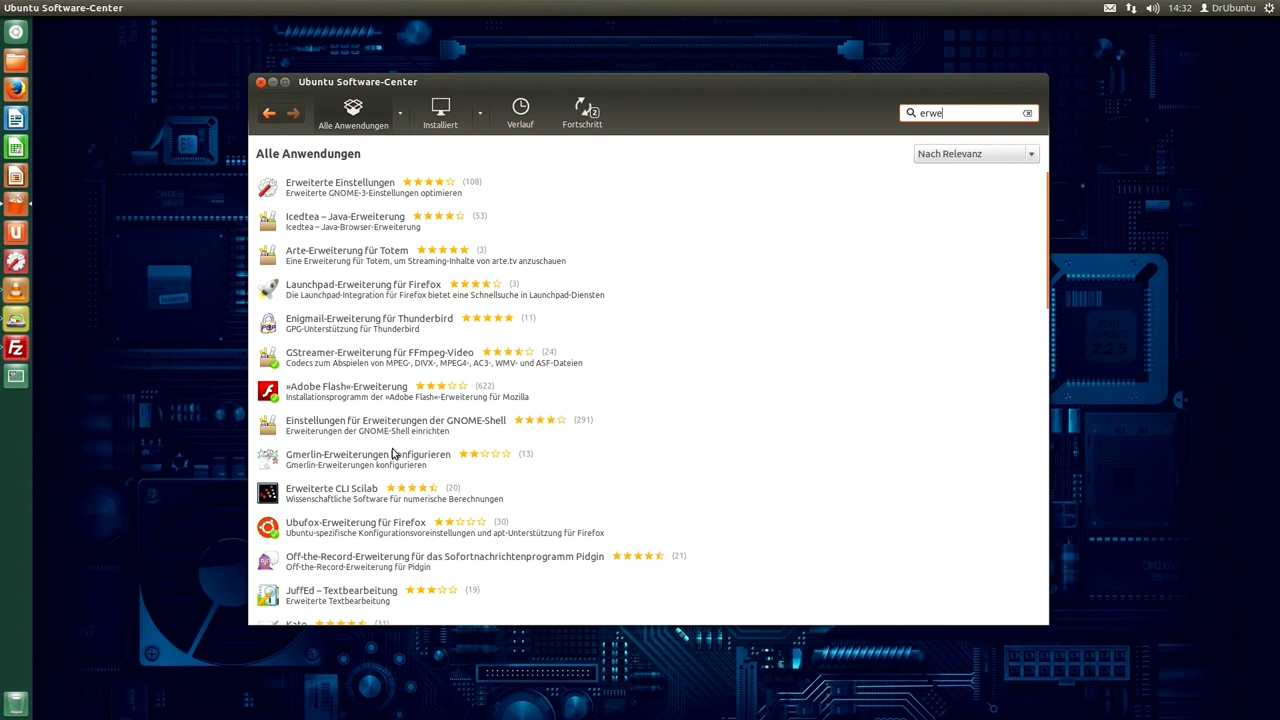 Ubuntu Software-Center
14:32 DrUbuntu
Ubuntu Software-Center
Alle Anwendungen
Installiert
Verlauf
2
Fortschritt
erwe
Alle Anwendungen
Nach Relevanz
Erweiterte Einstellungen (108)
Erweiterte GNOME-3-Einstellungen optimieren
Icedtea – Java-Erweiterung (53)
Icedtea – Java-Browser-Erweiterung
Arte-Erweiterung für Totem (3)
Eine Erweiterung für Totem, um Streaming-Inhalte von arte.tv anzuschauen
Launchpad-Erweiterung für Firefox (3)
Die Launchpad-Integration für Firefox bietet eine Schnellsuche in Launchpad-Diensten
Enigmail-Erweiterung für Thunderbird (11)
GPG-Unterstützung für Thunderbird
GStreamer-Erweiterung für FFmpeg-Video (24)
Codecs zum Abspielen von MPEG-, DIVX-, MPEG4-, AC3-, WMV- und ASF-Dateien
»Adobe Flash«-Erweiterung (622)
Installationsprogramm der »Adobe Flash«-Erweiterung für Mozilla
Einstellungen für Erweiterungen der GNOME-Shell (291)
Erweiterungen der GNOME-Shell einrichten
Gmerlin-Erweiterungen konfigurieren (13)
Gmerlin-Erweiterungen konfigurieren
Erweiterte CLI Scilab (20)
Wissenschaftliche Software für numerische Berechnungen
Ubufox-Erweiterung für Firefox (30)
Ubuntu-spezifische Konfigurationsvoreinstellungen und apt-Unterstützung für Firefox
Off-the-Record-Erweiterung für das Sofortnachrichtenprogramm Pidgin (21)
Off-the-Record-Erweiterung für Pidgin
JuffEd – Textbearbeitung (19)
Erweiterte Textbearbeitung
Kate (31)
2.2.5